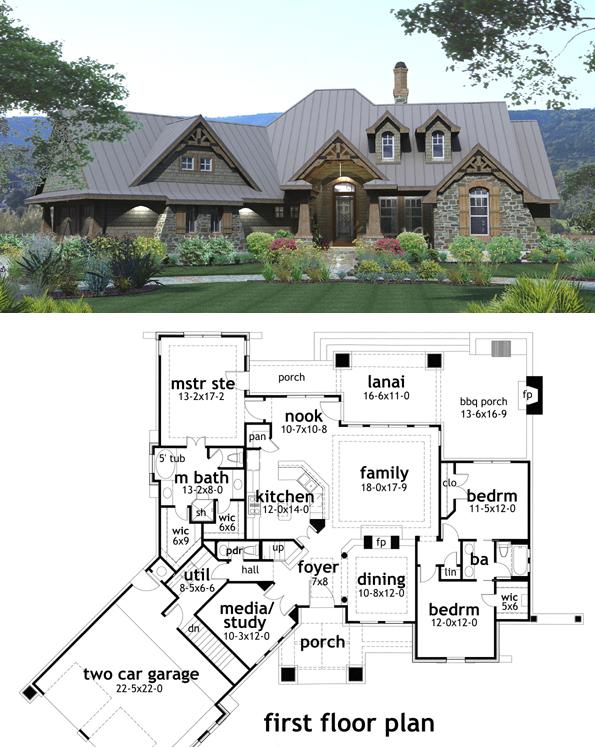 porch
mstr ste
13-2x17-2
lanai
16-6x11-0
fp
bbq porch
13-6x16-9
nook
10-7x10-8
pan
5' tub
m bath
13-2x8-0
family
18-0x17-9
clo
bedrm
11-5x12-0
kitchen
12-0x14-0
sh
wic
6x9
wic
6x6
pdr
up
fp
ba
lin
hall
foyer
7x8
util
8-5x6-6
dining
10-8x12-0
wic
5x6
media/
study
10-3x12-0
bedrm
12-0x12-0
dn
porch
two car garage
22-5x22-0
first floor plan